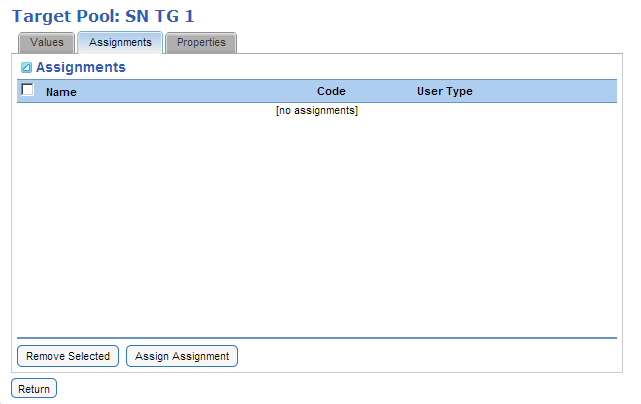 Target Pool: SN TG 1
Values Assignments Properties
Assignments
Name Code User Type
[no assignments]
Remove Selected Assign Assignment
Return